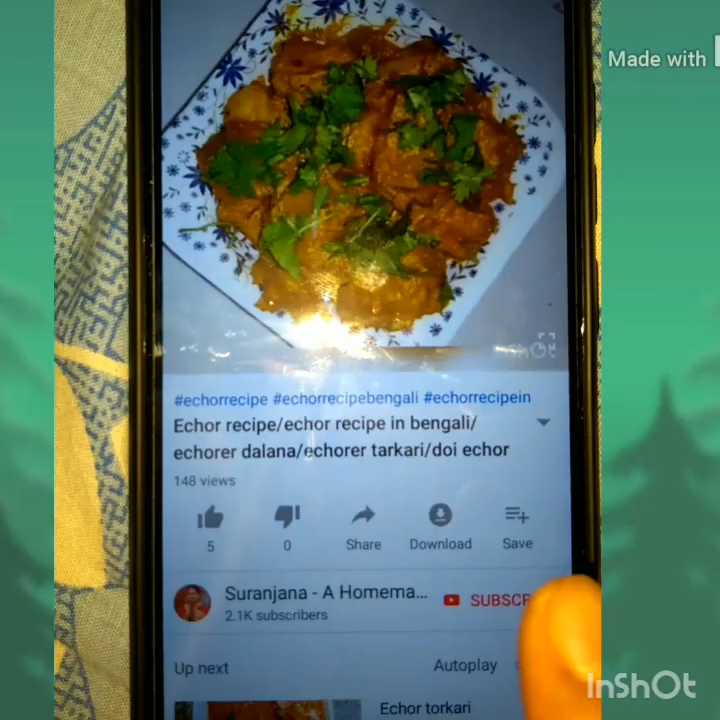 Made with
#echorrecipe #echorrecipebengali #echorrecipein
Echor recipe/echor recipe in bengali/
echorer dalana/echorer tarkari/doi echor
148 views
5
0
Share
Download
Save
Suranjana - A Homema...
2.1K subscribers
Up next
Autoplay
Echor torkari
InShOt